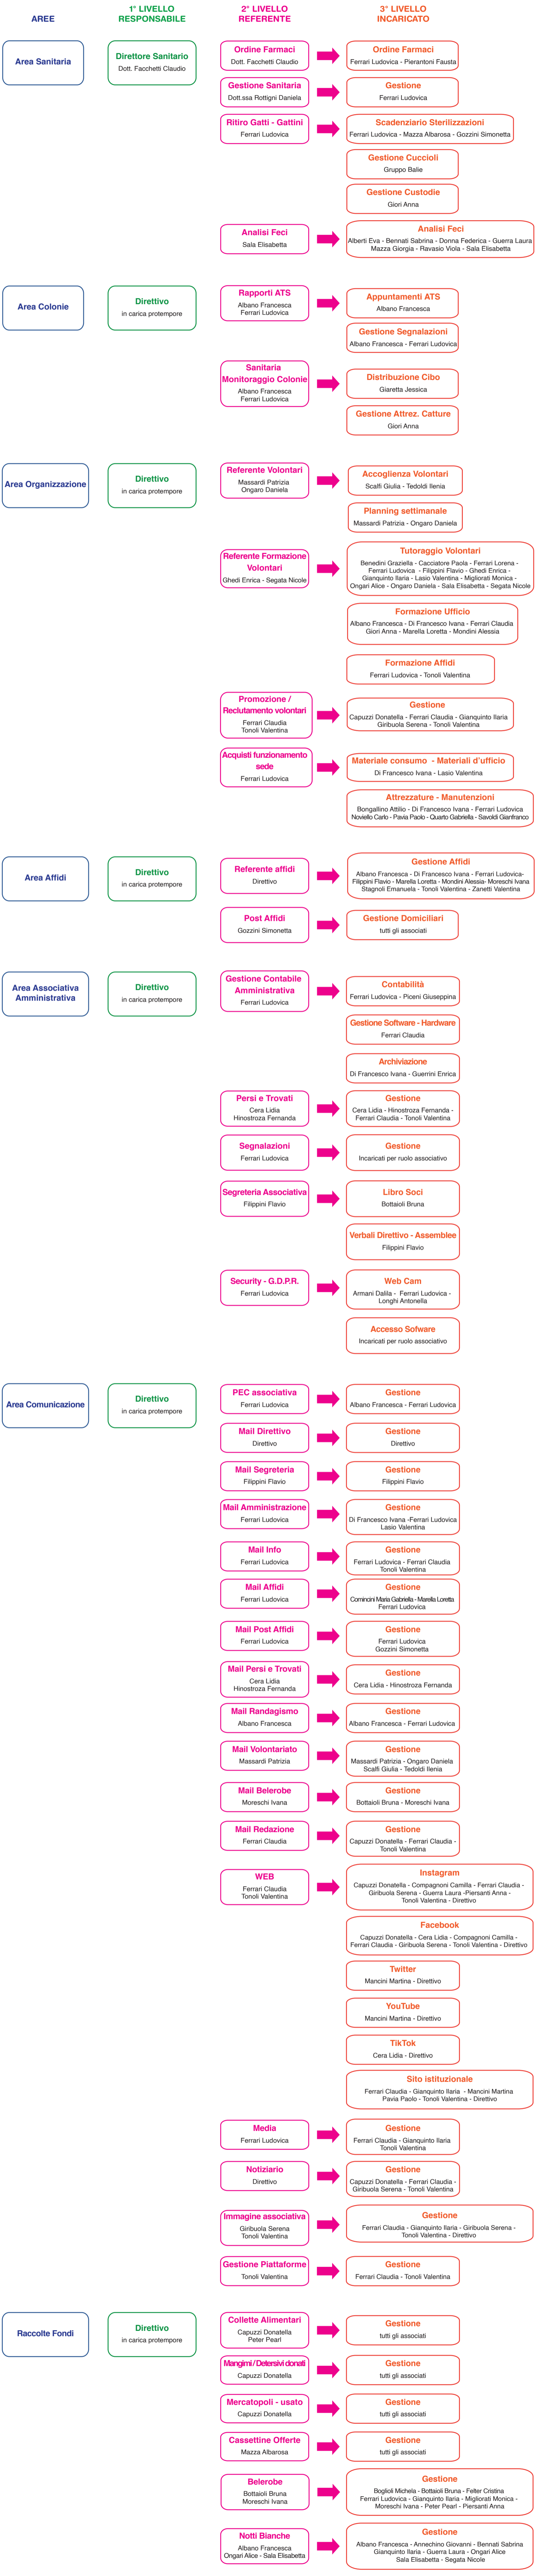 AREE
1° LIVELLO
RESPONSABILE
2° LIVELLO
REFERENTE
3° LIVELLO
INCARICATO
Area Sanitaria
Direttore Sanitario
Dott. Facchetti Claudio
Ordine Farmaci
Dott. Facchetti Claudio
Ordine Farmaci
Ferrari Ludovica - Pierantoni Fausta
Gestione Sanitaria
Dott.ssa Rottigni Daniela
Gestione
Ferrari Ludovica
Ritiro Gatti - Gattini
Ferrari Ludovica
Scadenziario Sterilizzazioni
Ferrari Ludovica - Mazza Albarosa - Gozzini Simonetta
Gestione Cuccioli
Gruppo Balie
Gestione Custodie
Giori Anna
Analisi Feci
Sala Elisabetta
Analisi Feci
Alberti Eva - Bennati Sabrina - Donna Federica - Guerra Laura
Mazza Giorgia - Ravasio Viola - Sala Elisabetta
Area Colonie
Direttivo
in carica protempore
Rapporti ATS
Albano Francesca
Ferrari Ludovica
Appuntamenti ATS
Albano Francesca
Gestione Segnalazioni
Albano Francesca - Ferrari Ludovica
Sanitaria
Monitoraggio Colonie
Albano Francesca
Ferrari Ludovica
Distribuzione Cibo
Giaretta Jessica
Gestione Attrez. Catture
Giori Anna
Area Organizzazione
Direttivo
in carica protempore
Referente Volontari
Massardi Patrizia
Ongaro Daniela
Accoglienza Volontari
Scalfi Giulia - Tedoldi Ilenia
Planning settimanale
Massardi Patrizia - Ongaro Daniela
Referente Formazione
Volontari
Ghedi Enrica - Segata Nicole
Tutoraggio Volontari
Benedini Graziella - Cacciatore Paola - Ferrari Lorena -
Ferrari Ludovica - Filippini Flavio - Ghedi Enrica -
Gianquinto Ilaria - Lasio Valentina - Migliorati Monica -
Ongari Alice - Ongaro Daniela - Sala Elisabetta - Segata Nicole
Formazione Ufficio
Albano Francesca - Di Francesco Ivana - Ferrari Claudia
Giori Anna - Marella Loretta - Mondini Alessia
Formazione Affidi
Ferrari Ludovica - Tonoli Valentina
Promozione /
Reclutamento volontari
Ferrari Claudia
Tonoli Valentina
Gestione
Capuzzi Donatella - Ferrari Claudia - Gianquinto Ilaria
Giribuola Serena - Tonoli Valentina
Acquisti funzionamento
sede
Ferrari Ludovica
Materiale consumo - Materiali d'ufficio
Di Francesco Ivana - Lasio Valentina
Attrezzature - Manutenzioni
Bongallino Attilio - Di Francesco Ivana - Ferrari Ludovica
Noviello Carlo - Pavia Paolo - Quarto Gabriella - Savoldi Gianfranco
Area Affidi
Direttivo
in carica protempore
Referente affidi
Direttivo
Gestione Affidi
Albano Francesca - Di Francesco Ivana - Ferrari Ludovica-
Filippini Flavio - Marella Loretta - Mondini Alessia- Moreschi Ivana
Stagnoli Emanuela - Tonoli Valentina - Zanetti Valentina
Post Affidi
Gozzini Simonetta
Gestione Domiciliari
tutti gli associati
Area Associativa
Amministrativa
Direttivo
in carica protempore
Gestione Contabile
Amministrativa
Ferrari Ludovica
Contabilità
Ferrari Ludovica - Piceni Giuseppina
Gestione Software - Hardware
Ferrari Claudia
Archiviazione
Di Francesco Ivana - Guerrini Enrica
Persi e Trovati
Cera Lidia
Hinostroza Fernanda
Gestione
Cera Lidia - Hinostroza Fernanda -
Ferrari Claudia - Tonoli Valentina
Segnalazioni
Ferrari Ludovica
Gestione
Incaricati per ruolo associativo
Segreteria Associativa
Filippini Flavio
Libro Soci
Bottaioli Bruna
Verbali Direttivo - Assemblee
Filippini Flavio
Security - G.D.P.R.
Ferrari Ludovica
Web Cam
Armani Dalila - Ferrari Ludovica -
Longhi Antonella
Accesso Sofware
Incaricati per ruolo associativo
Area Comunicazione
Direttivo
in carica protempore
PEC associativa
Ferrari Ludovica
Gestione
Albano Francesca - Ferrari Ludovica
Mail Direttivo
Direttivo
Gestione
Direttivo
Mail Segreteria
Filippini Flavio
Gestione
Filippini Flavio
Mail Amministrazione
Ferrari Ludovica
Gestione
Di Francesco Ivana -Ferrari Ludovica
Lasio Valentina
Mail Info
Ferrari Ludovica
Gestione
Ferrari Ludovica - Ferrari Claudia
Tonoli Valentina
Mail Affidi
Ferrari Ludovica
Gestione
Comincini Maria Gabriella - Marella Loretta
Ferrari Ludovica
Mail Post Affidi
Ferrari Ludovica
Gestione
Ferrari Ludovica
Gozzini Simonetta
Mail Persi e Trovati
Cera Lidia
Hinostroza Fernanda
Gestione
Cera Lidia - Hinostroza Fernanda
Mail Randagismo
Albano Francesca
Gestione
Albano Francesca - Ferrari Ludovica
Mail Volontariato
Massardi Patrizia
Gestione
Massardi Patrizia - Ongaro Daniela
Scalfi Giulia - Tedoldi Ilenia
Mail Belerobe
Moreschi Ivana
Gestione
Bottaioli Bruna - Moreschi Ivana
Mail Redazione
Ferrari Claudia
Gestione
Capuzzi Donatella - Ferrari Claudia -
Tonoli Valentina
WEB
Ferrari Claudia
Tonoli Valentina
Instagram
Capuzzi Donatella - Compagnoni Camilla - Ferrari Claudia -
Giribuola Serena - Guerra Laura -Piersanti Anna -
Tonoli Valentina - Direttivo
Facebook
Capuzzi Donatella - Cera Lidia - Compagnoni Camilla -
Ferrari Claudia - Giribuola Serena - Tonoli Valentina - Direttivo
Twitter
Mancini Martina - Direttivo
YouTube
Mancini Martina - Direttivo
TikTok
Cera Lidia - Direttivo
Sito istituzionale
Ferrari Claudia - Gianquinto Ilaria - Mancini Martina
Pavia Paolo - Tonoli Valentina - Direttivo
Media
Ferrari Ludovica
Gestione
Ferrari Claudia - Gianquinto Ilaria
Tonoli Valentina
Notiziario
Direttivo
Gestione
Capuzzi Donatella - Ferrari Claudia -
Giribuola Serena - Tonoli Valentina
Immagine associativa
Giribuola Serena
Tonoli Valentina
Gestione
Ferrari Claudia - Gianquinto Ilaria - Giribuola Serena -
Tonoli Valentina - Direttivo
Gestione Piattaforme
Tonoli Valentina
Gestione
Ferrari Claudia - Tonoli Valentina
Raccolte Fondi
Direttivo
in carica protempore
Collette Alimentari
Capuzzi Donatella
Peter Pearl
Gestione
tutti gli associati
Mangimi / Detersivi donati
Capuzzi Donatella
Gestione
tutti gli associati
Mercatopoli - usato
Capuzzi Donatella
Gestione
tutti gli associati
Cassettine Offerte
Mazza Albarosa
Gestione
tutti gli associati
Belerobe
Bottaioli Bruna
Moreschi Ivana
Gestione
Boglioli Michela - Bottaioli Bruna - Felter Cristina
Ferrari Ludovica - Gianquinto Ilaria - Migliorati Monica -
Moreschi Ivana - Peter Pearl - Piersanti Anna
Notti Bianche
Albano Francesca
Ongari Alice - Sala Elisabetta
Gestione
Albano Francesca - Annechino Giovanni - Bennati Sabrina
Gianquinto Ilaria - Guerra Laura - Ongari Alice
Sala Elisabetta - Segata Nicole